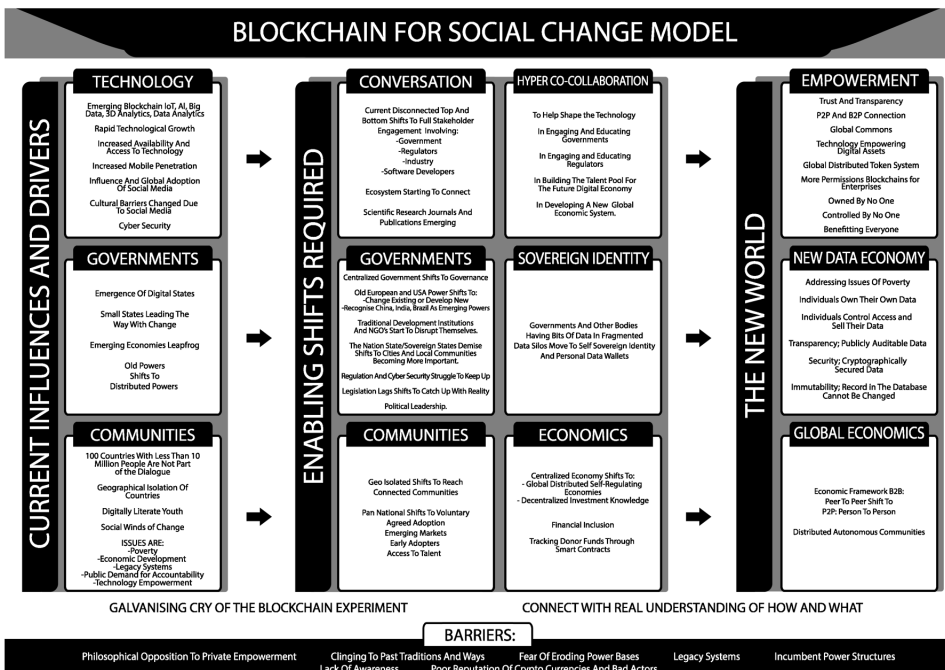 BLOCKCHAIN FOR SOCIAL CHANGE MODEL
CURRENT INFLUENCES AND DRIVERS
TECHNOLOGY
Emerging Blockchain IoT, AI, Big
Data, 3D Analytics, Data Analytics
Rapid Technological Growth
Increased Availability And
Access To Technology
Increased Mobile Penetration
Influence And Global Adoption
Of Social Media
Cultural Barriers Changed Due
To Social Media
Cyber Security
GOVERNMENTS
Emergence Of Digital States
Small States Leading The
Way With Change
Emerging Economies Leapfrog
Old Powers
Shifts To
Distributed Powers
COMMUNITIES
100 Countries With Less Than 10
Million People Are Not Part
of the Dialogue
Geographical Isolation Of
Countries
Digitally Literate Youth
Social Winds of Change
ISSUES ARE:
-Poverty
-Economic Development
-Legacy Systems
-Public Demand for Accountability
-Technology Empowerment
ENABLING SHIFTS REQUIRED
CONVERSATION
Current Disconnected Top And
Bottom Shifts To Full Stakeholder
Engagement Involving:
-Government
-Regulators
-Industry
-Software Developers
Ecosystem Starting To Connect
Scientific Research Journals And
Publications Emerging
HYPER CO-COLLABORATION
To Help Shape the Technology
In Engaging And Educating
Governments
In Engaging and Educating
Regulators
In Building The Talent Pool For
The Future Digital Economy
In Developing A New Global
Economic System.
GOVERNMENTS
Centralized Government Shifts To Governance
Old European and USA Power Shifts To:
-Change Existing or Develop New
-Recognise China, India, Brazil As Emerging Powers
Traditional Development Institutions
And NGO's Start To Disrupt Themselves.
The Nation State/Sovereign States Demise
Shifts To Cities And Local Communities
Becoming More Important.
Regulation And Cyber Security Struggle To Keep Up
Legislation Lags Shifts To Catch Up With Reality
Political Leadership.
SOVEREIGN IDENTITY
Governments And Other Bodies
Having Bits Of Data In Fragmented
Data Silos Move To Self Sovereign Identity
And Personal Data Wallets
COMMUNITIES
Geo Isolated Shifts To Reach
Connected Communities
Pan National Shifts To Voluntary
Agreed Adoption
Emerging Markets
Early Adopters
Access To Talent
ECONOMICS
Centralized Economy Shifts To:
- Global Distributed Self-Regulating
Economies
- Decentralized Investment Knowledge
Financial Inclusion
Tracking Donor Funds Through
Smart Contracts
THE NEW WORLD
EMPOWERMENT
Trust And Transparency
P2P And B2P Connection
Global Commons
Technology Empowering
Digital Assets
Global Distributed Token System
More Permissions Blockchains for
Enterprises
Owned By No One
Controlled By No One
Benefitting Everyone
NEW DATA ECONOMY
Addressing Issues Of Poverty
Individuals Own Their Own Data
Individuals Control Access and
Sell Their Data
Transparency; Publicly Auditable Data
Security; Cryptographically
Secured Data
Immutability; Record In The Database
Cannot Be Changed
GLOBAL ECONOMICS
Economic Framework B2B:
Peer To Peer Shift To
P2P: Person To Person
Distributed Autonomous Communities
GALVANISING CRY OF THE BLOCKCHAIN EXPERIMENT
CONNECT WITH REAL UNDERSTANDING OF HOW AND WHAT
BARRIERS:
Philosophical Opposition To Private Empowerment Clinging To Past Traditions And Ways Fear Of Eroding Power Bases Legacy Systems Incumbent Power Structures
Lack Of Awareness Poor Reputation Of Crypto Currencies And Bad Actors